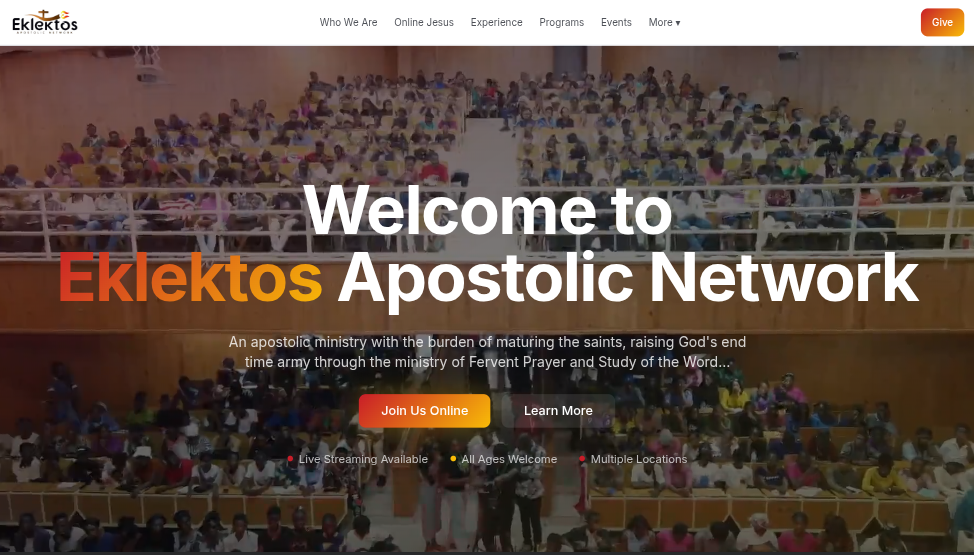 Eklektos
APOSTOLIC NETWORK
Who We Are
Online Jesus
Experience
Programs
Events
More ▾
Give
Welcome to
Eklektos Apostolic Network
An apostolic ministry with the burden of maturing the saints, raising God's end
time army through the ministry of Fervent Prayer and Study of the Word...
Join Us Online
Learn More
Live Streaming Available
All Ages Welcome
Multiple Locations